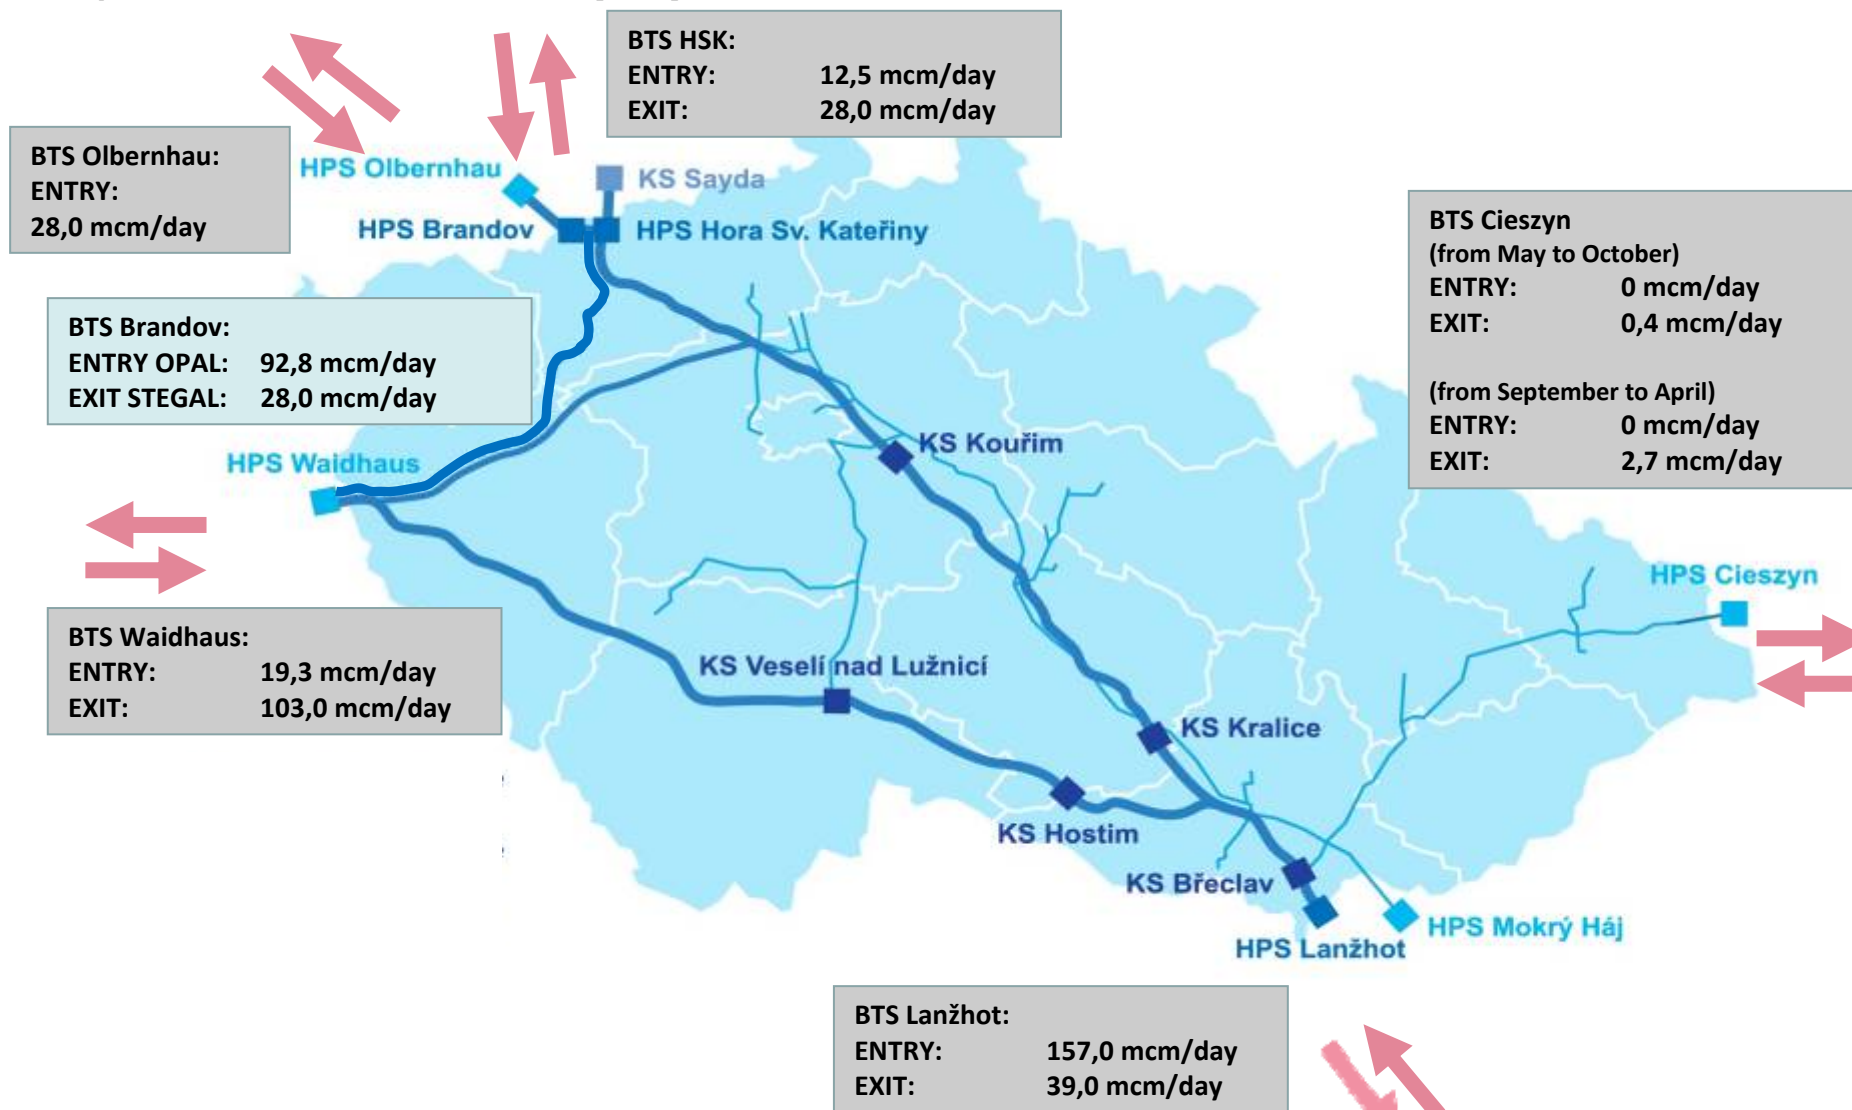 BTS HSK:
ENTRY: 12,5 mcm/day
EXIT: 28,0 mcm/day
BTS Olbernhau:
ENTRY:
28,0 mcm/day
HPS Olbernhau
KS Sayda
HPS Brandov
HPS Hora Sv. Kateřiny
BTS Cieszyn
(from May to October)
ENTRY: 0 mcm/day
EXIT: 0,4 mcm/day
(from September to April)
ENTRY: 0 mcm/day
EXIT: 2,7 mcm/day
BTS Brandov:
ENTRY OPAL: 92,8 mcm/day
EXIT STEGAL: 28,0 mcm/day
HPS Waidhaus
KS Kouřim
HPS Cieszyn
BTS Waidhaus:
ENTRY: 19,3 mcm/day
EXIT: 103,0 mcm/day
KS Veselí nad Lužnicí
KS Kralice
KS Hostim
KS Břeclav
HPS Mokrý Háj
HPS Lanžhot
BTS Lanžhot:
ENTRY: 157,0 mcm/day
EXIT: 39,0 mcm/day